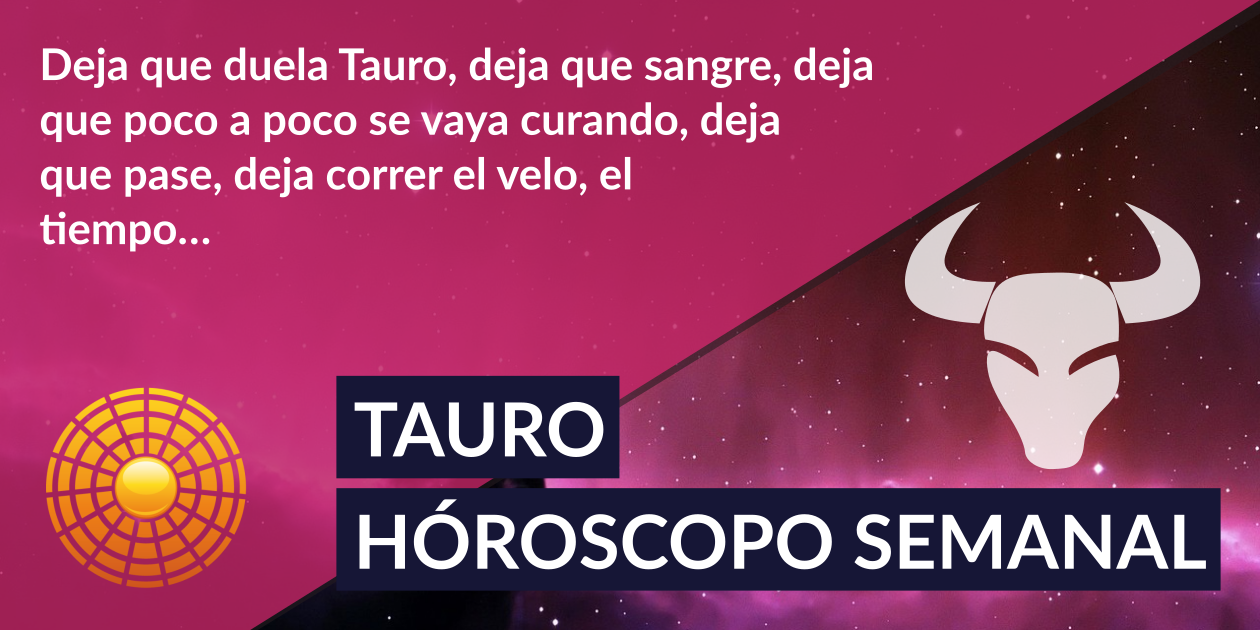 Deja que duela Tauro, deja que sangre, deja
que poco a poco se vaya curando, deja
que pase, deja correr el velo, el
tiempo...
TAURO
HÓROSCOPO SEMANAL